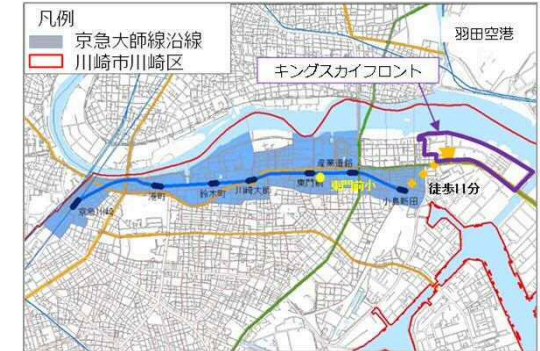 凡例
京急大師線沿線
川崎市川崎区
羽田空港
キングスカイフロント
産業道路
東門前
東門前小
川崎大師
鈴木町
港町
京急川崎
小島新田
徒歩11分